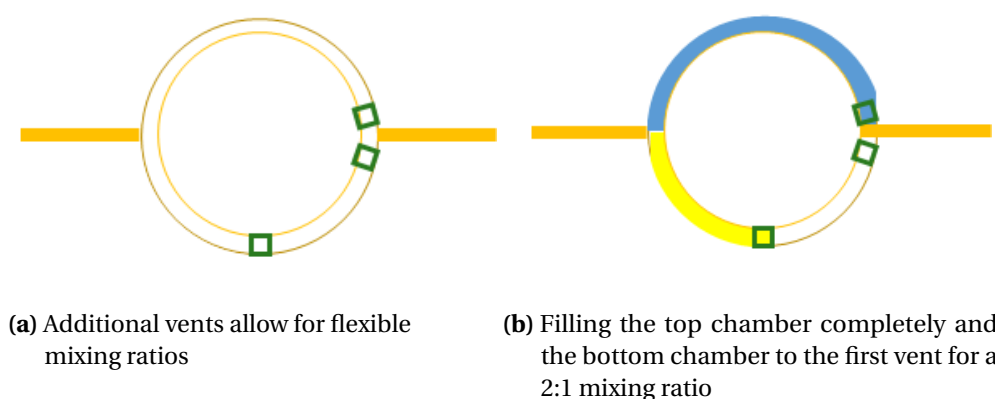 (a) Additional vents allow for flexible
mixing ratios
(b) Filling the top chamber completely and
the bottom chamber to the first vent for a
2:1 mixing ratio